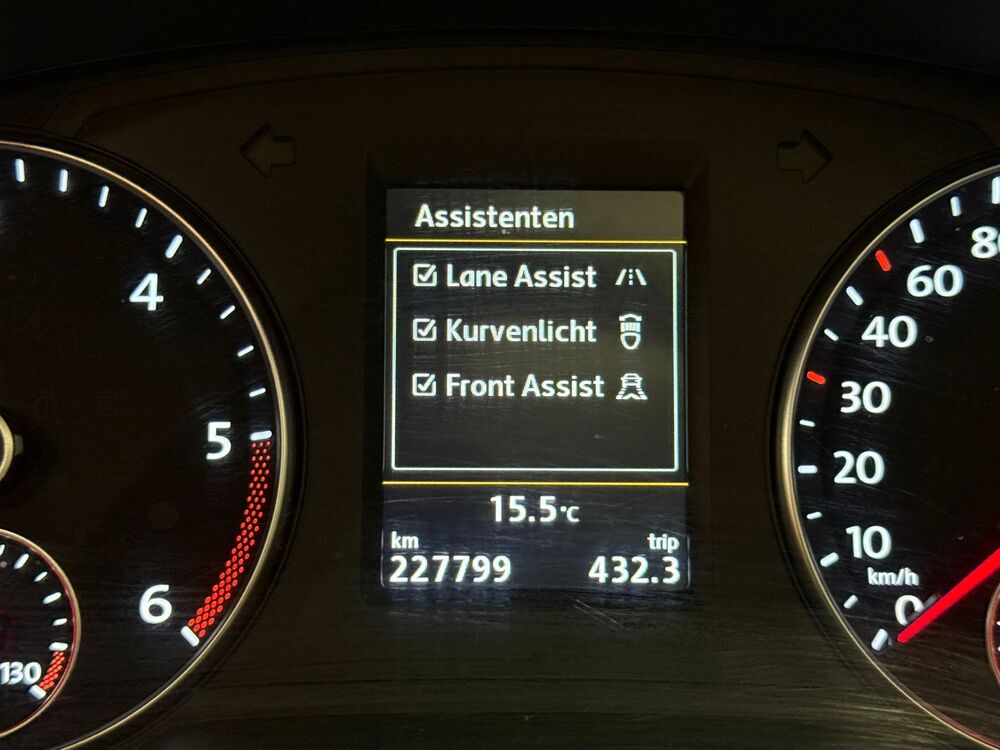 Assistenten
Lane Assist
Kurvenlicht
Front Assist
15.5°C
km trip
227799 432.3
4
5
6
130
60
40
30
20
10
km/h
0